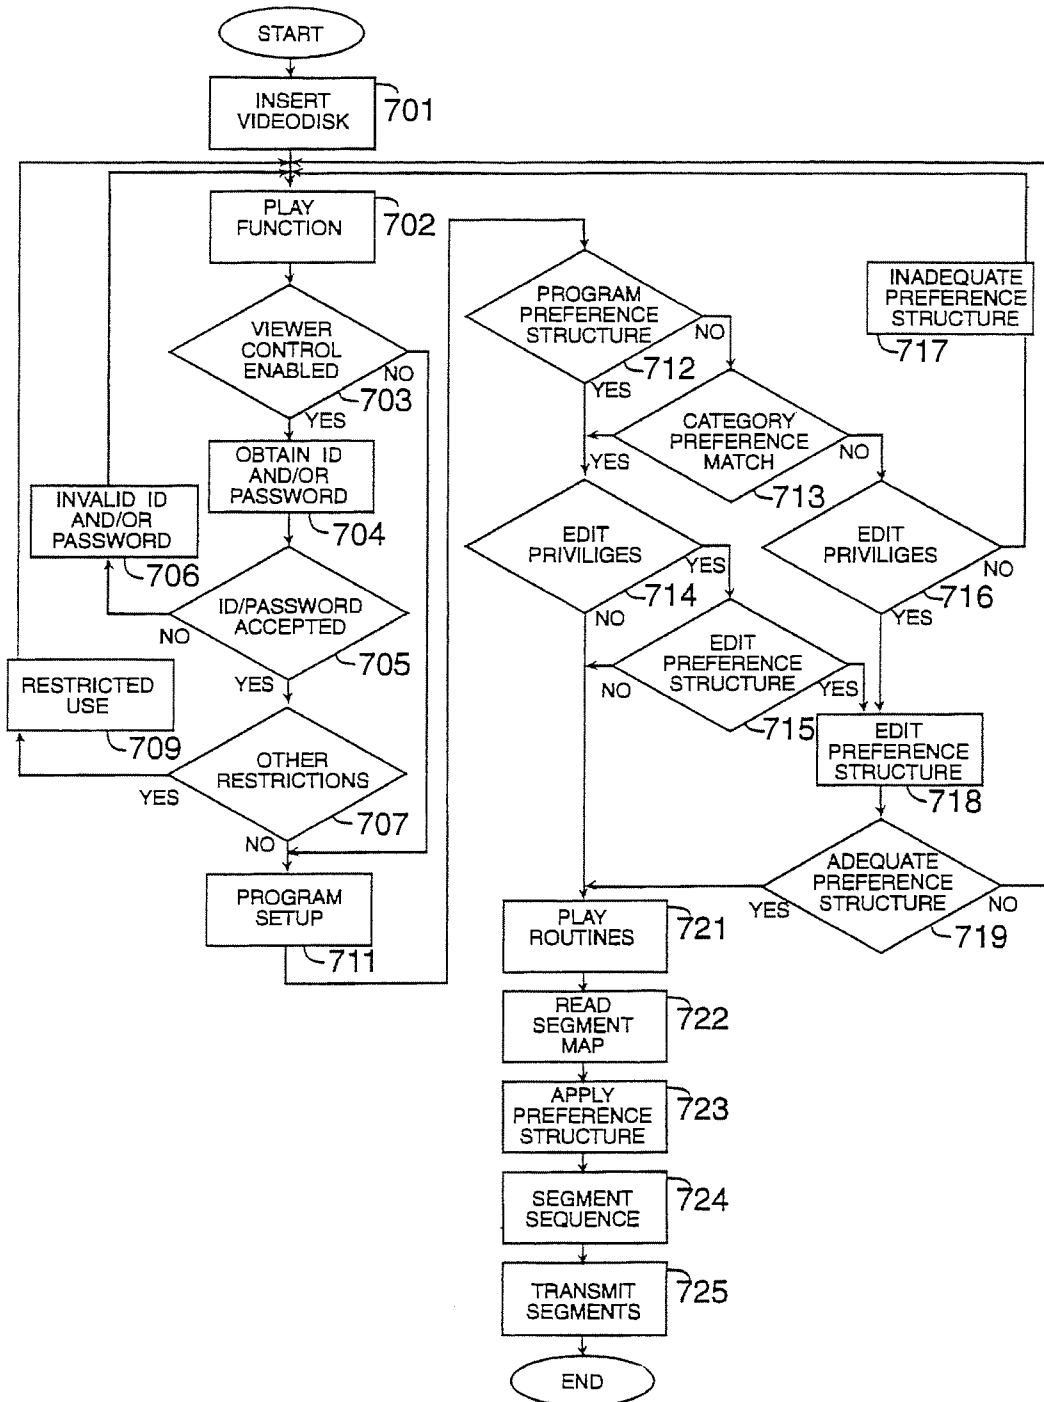 START
INSERT
VIDEODISK
701
PLAY
FUNCTION
702
VIEWER
CONTROL
ENABLED
703
NO
YES
OBTAIN ID
AND/OR
PASSWORD
704
INVALID ID
AND/OR
PASSWORD
706
ID/PASSWORD
ACCEPTED
705
NO
YES
RESTRICTED
USE
709
OTHER
RESTRICTIONS
707
YES
NO
PROGRAM
SETUP
711
PROGRAM
PREFERENCE
STRUCTURE
712
NO
YES
CATEGORY
PREFERENCE
MATCH
713
YES
NO
EDIT
PRIVILIGES
714
YES
NO
EDIT
PREFERENCE
STRUCTURE
715
NO
YES
EDIT
PRIVILIGES
716
NO
YES
INADEQUATE
PREFERENCE
STRUCTURE
717
EDIT
PREFERENCE
STRUCTURE
718
ADEQUATE
PREFERENCE
STRUCTURE
719
YES
NO
PLAY
ROUTINES
721
READ
SEGMENT
MAP
722
APPLY
PREFERENCE
STRUCTURE
723
SEGMENT
SEQUENCE
724
TRANSMIT
SEGMENTS
725
END